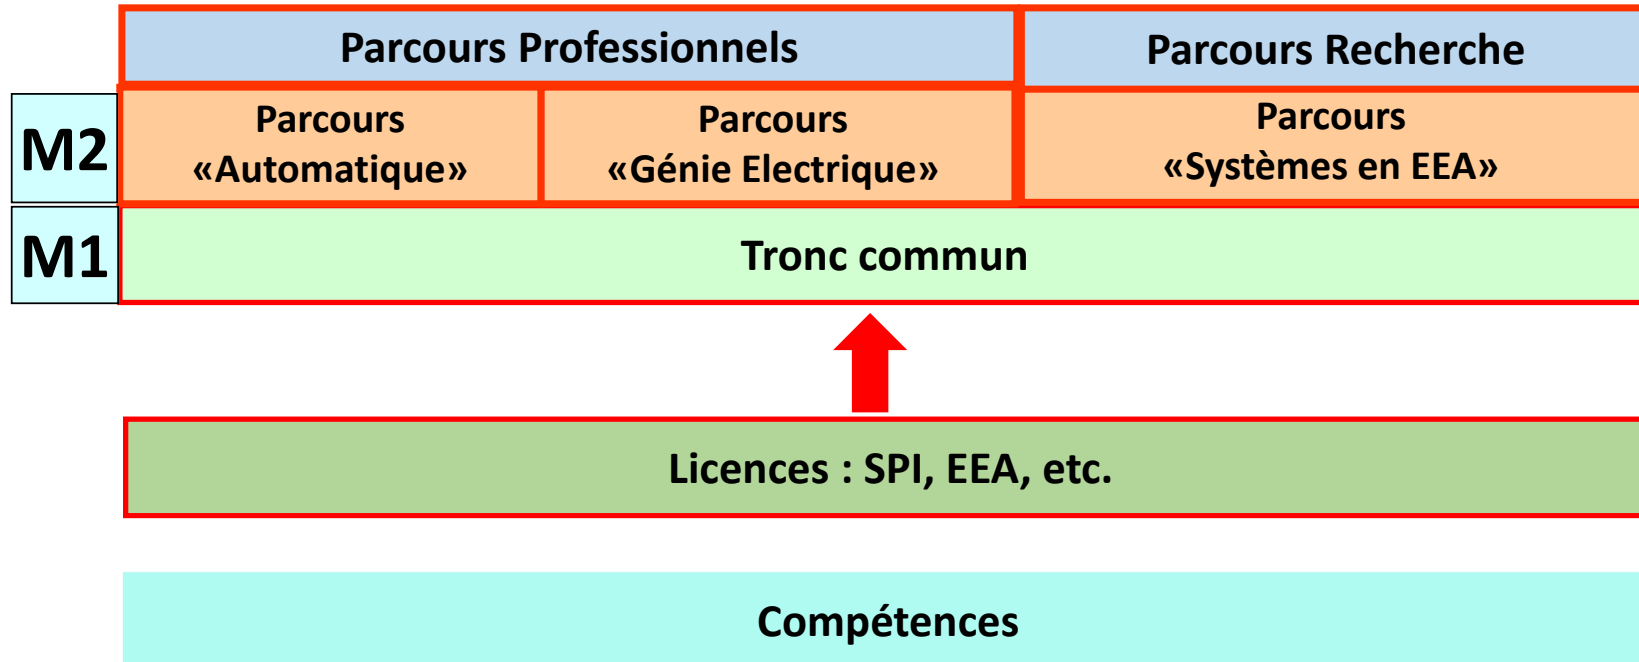 Parcours Professionnels
Parcours Recherche
M2
Parcours
«Automatique»
Parcours
«Génie Electrique»
Parcours
«Systèmes en EEA»
M1
Tronc commun
Licences : SPI, EEA, etc.
Compétences